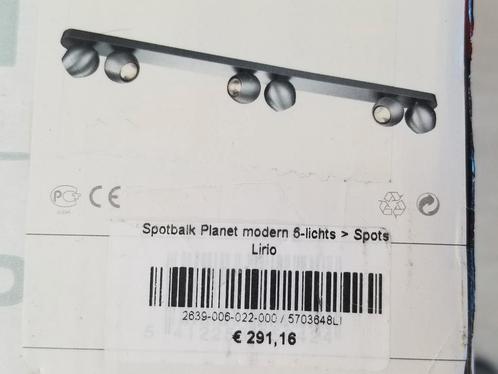 CE
Spotbalk Planet modern 6-lichts > Spots
Lirio
2639-006-022-000 / 5703648LI
€ 291,16